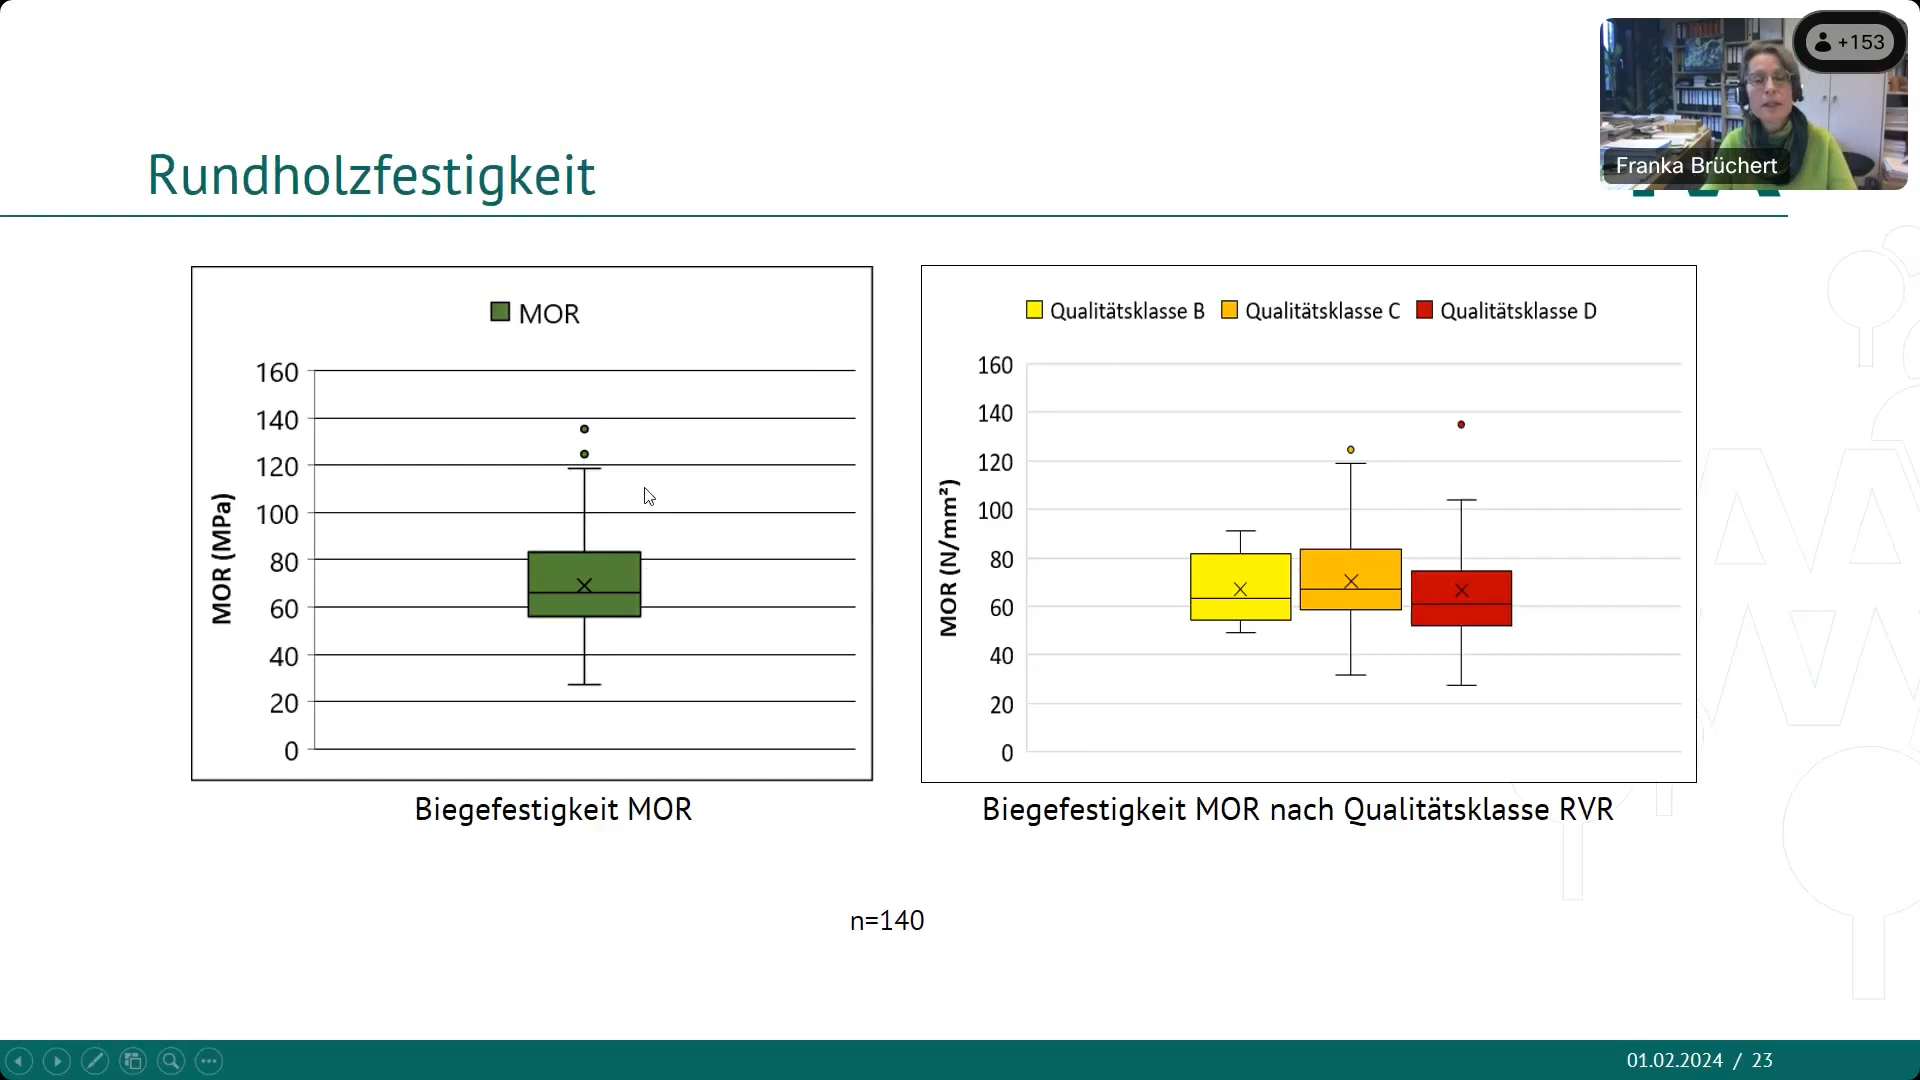 +153
Franka Brüchert
Rundholzfestigkeit
MOR
MOR (MPa)
160
140
120
100
80
60
40
20
0
Biegefestigkeit MOR
Qualitätsklasse B Qualitätsklasse C Qualitätsklasse D
MOR (N/mm²)
160
140
120
100
80
60
40
20
0
Biegefestigkeit MOR nach Qualitätsklasse RVR
n=140
01.02.2024 / 23